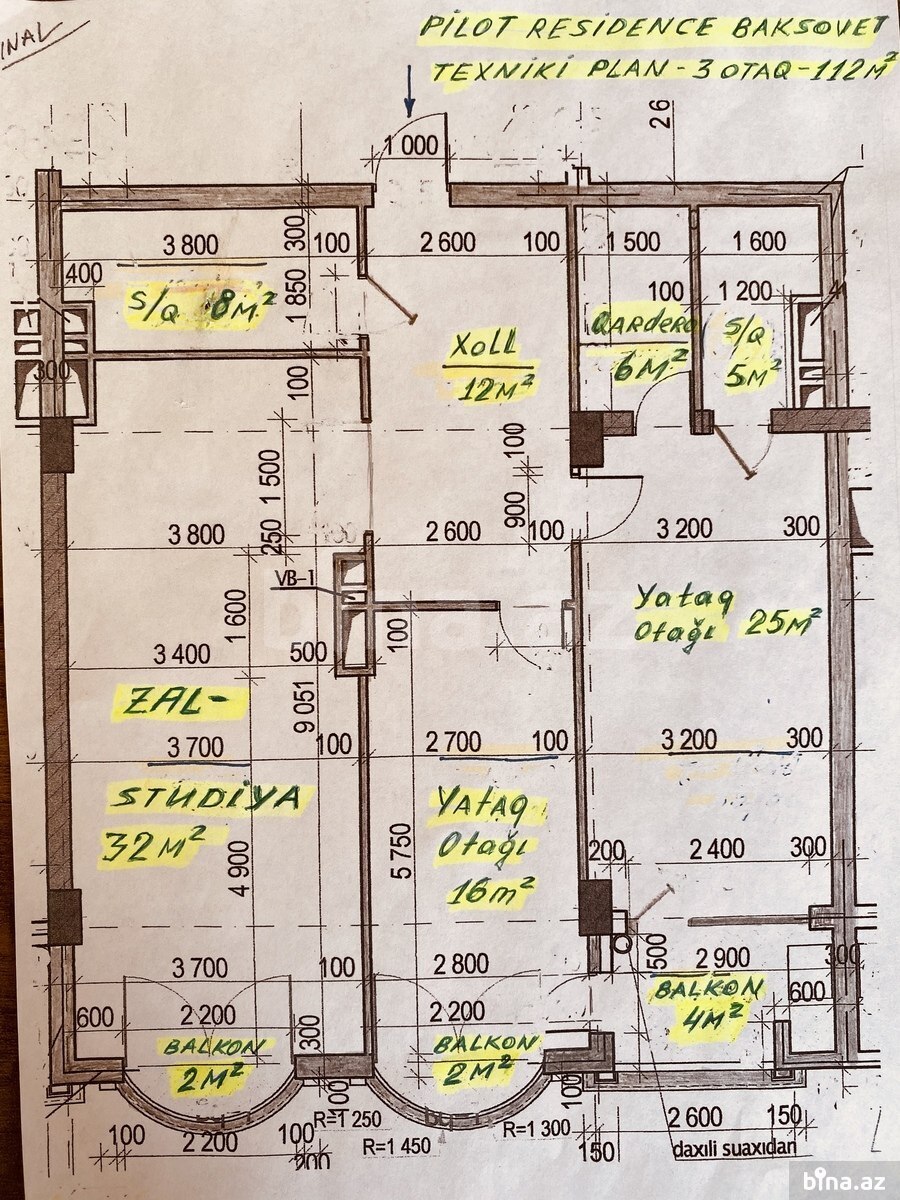 INAL
PILOT RESIDENCE BAKSOVET
TEXNIKI PLAN - 3 OTAQ - 112M²
26
1 000
3 800
300
100
2 600
100
1 500
1 600
400
S/Q 8M²
1 850
100
1 200
41
QARDERO
S/Q
XOLL
12M²
6M²
5M²
300
100
100
1 500
900
3 800
250
2 600
100
3 200
300
VB-1
1 600
Yataq
Otağı 25M²
100
3 400
500
ZAL-
9 051
3 700
100
2 700
100
3 200
300
STUDİYA
Yataq
32M²
Otağı
4 900
5 750
200
2 400
300
16m²
3 700
100
2 800
500
2 900
300
BALKON
600
4M²
600
2 200
300
2 200
BALKON
BALKON
2M²
2M²
100
100
R=1 250
R=1 300
R=1 450
2 600
150
100
2 200
100
200
150
daxili suaxıdan
bina.az